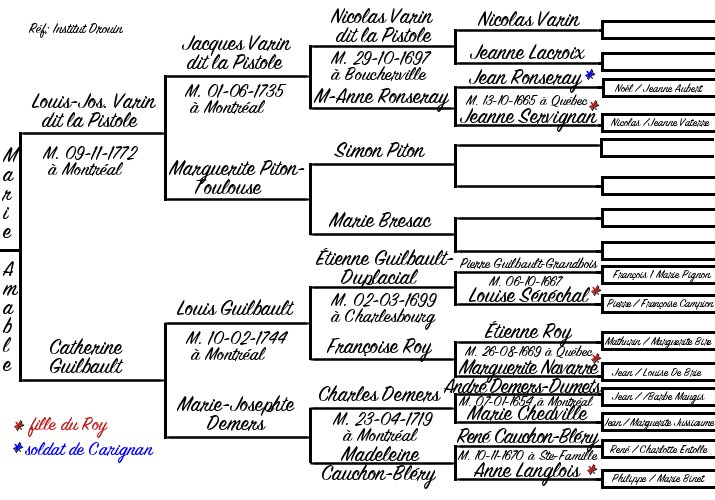 Réf: Institut Drouin
Marie
Amable
Louis-Jos. Varin
dit la Pistole
M. 09-11-1772
à Montréal
Catherine
Guilbault
Jacques Varin
dit la Pistole
M. 01-06-1735
à Montréal
Marguerite Piton-
Toulouse
Louis Guilbault
M. 10-02-1744
à Montréal
Marie-Josephte
Demers
Nicolas Varin
dit la Pistole
M. 29-10-1697
à Boucherville
M-Anne Ronseray
Simon Piton
Marie Bresac
Étienne Guilbault-
Duplacial
M. 02-03-1699
à Charlesbourg
Françoise Roy
Charles Demers
M. 23-04-1719
à Montréal
Madeleine
Cauchon-Bléry
Nicolas Varin
Jeanne Lacroix
Jean Ronseray *
M. 13-10-1665 à Québec
Jeanne Servignan *
Pierre Guilbault-Grandbois
M. 06-10-1667
Louise Sénéchal *
Étienne Roy
M. 26-08-1669 à Québec
Marguerite Navarre *
André Demers-Dumets
M. 07-01-1654 à Montréal
Marie Chedville
René Cauchon-Bléry
M. 10-11-1670 à Ste-Famille
Anne Langlois *
Noël / Jeanne Aubert
Nicolas / Jeanne Vaterre
François / Marie Pignon
Pierre / Françoise Campion
Mathurin / Marguerite Bire
Jean / Louise De Brie
Jean / Barbe Maugis
Jean / Marguerite Jussiaume
René / Charlotte Entolle
Philippe / Marie Binet
* fille du Roy
* soldat de Carignan